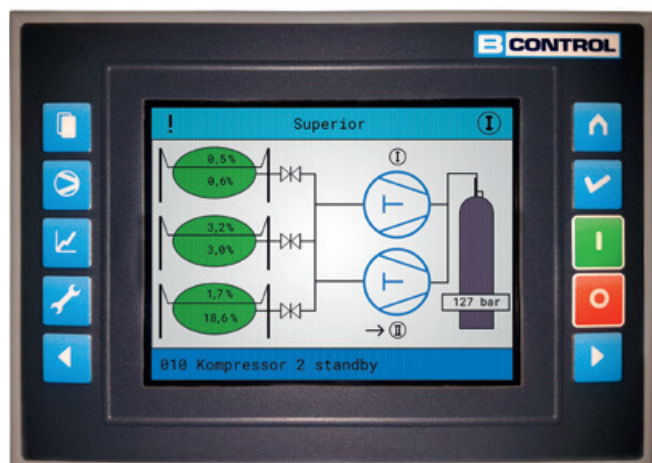 B CONTROL
! Superior I
0,5%
0,6%
I
3,2%
3,0%
1,7%
18,6%
127 bar
→ II
010 Kompressor 2 standby